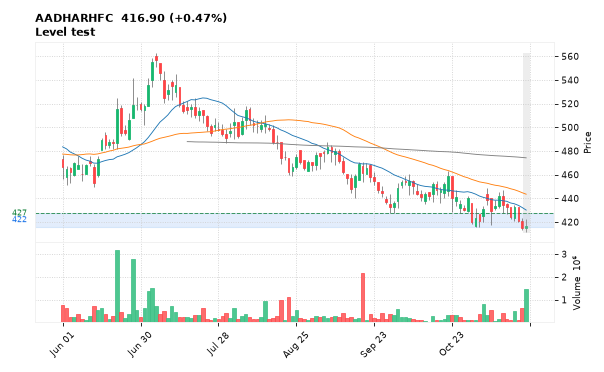 AADHARHFC 416.90 (+0.47%)
Level test
560
540
520
500
480
460
440
427
422
420
Price
3
2
1
Volume 10⁶
Jun 01
Jun 30
Jul 28
Aug 25
Sep 23
Oct 23